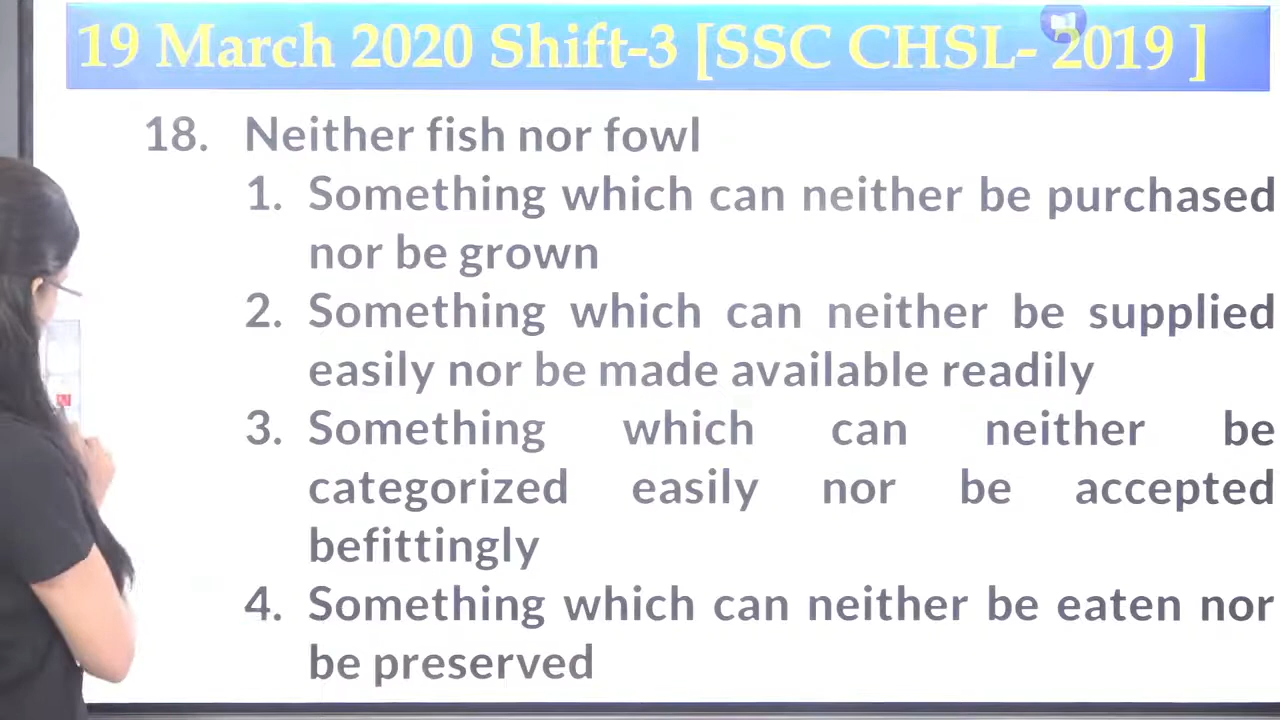 19 March 2020 Shift-3 [SSC CHSL- 2019 ]
18. Neither fish nor fowl
1. Something which can neither be purchased
nor be grown
2. Something which can neither be supplied
easily nor be made available readily
3. Something which can neither be
categorized easily nor be accepted
befittingly
4. Something which can neither be eaten nor
be preserved